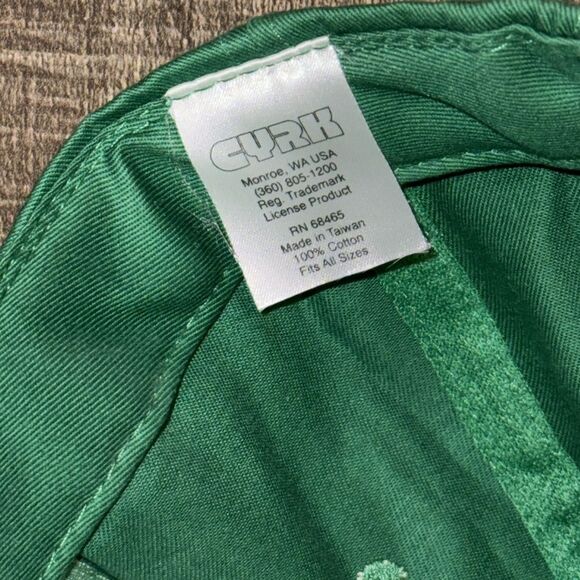 CYRK
Monroe, WA USA
(360) 805-1200
Reg. Trademark
License Product
RN 68465
Made in Taiwan
100% Cotton
Fits All Sizes